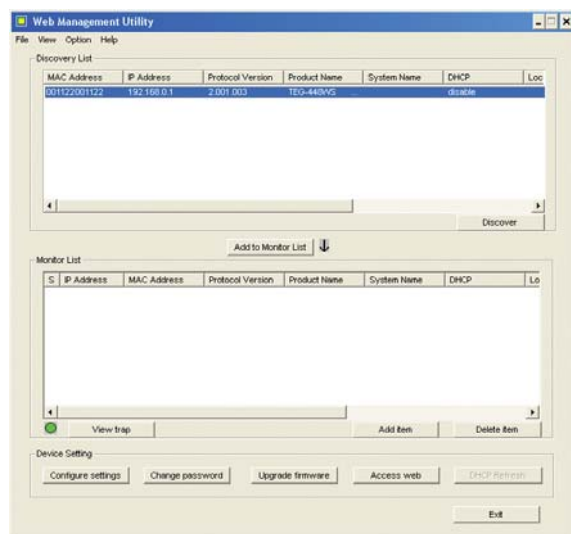 Web Management Utility
File View Option Help
Discovery List
MAC Address IP Address Protocol Version Product Name System Name DHCP Loc
001122001122 192.168.0.1 2.001.003 TEG-448WS ... disable
Discover
Add to Monitor List
Monitor List
S IP Address MAC Address Protocol Version Product Name System Name DHCP Lo
View trap Add item Delete item
Device Setting
Configure settings Change password Upgrade firmware Access web DHCP Refresh
Exit